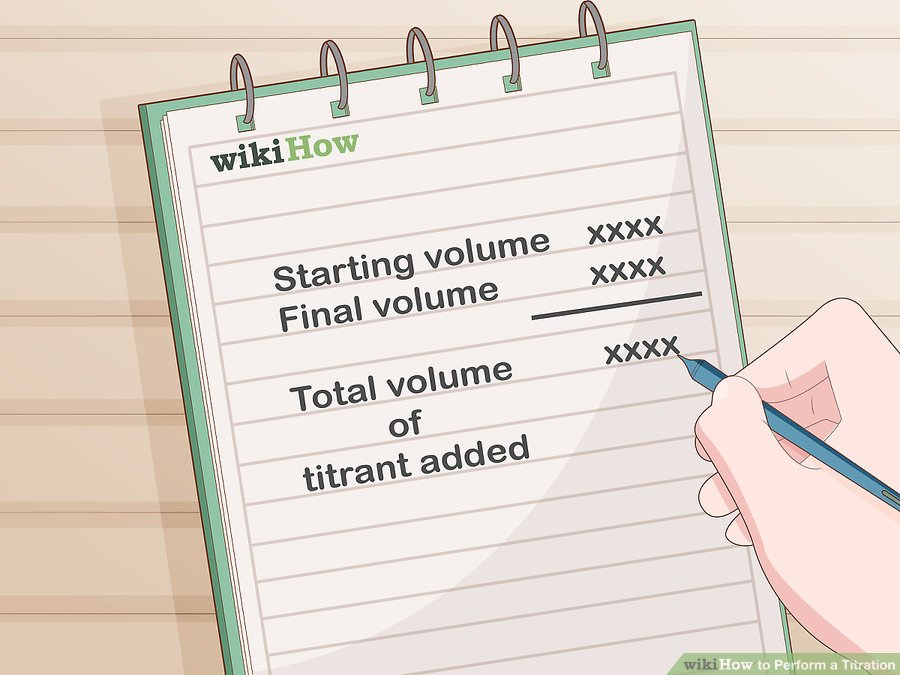 wikiHow
Starting volume xxxx
Final volume xxxx
Total volume xxxx
of
titrant added
wikiHow to Perform a Titration